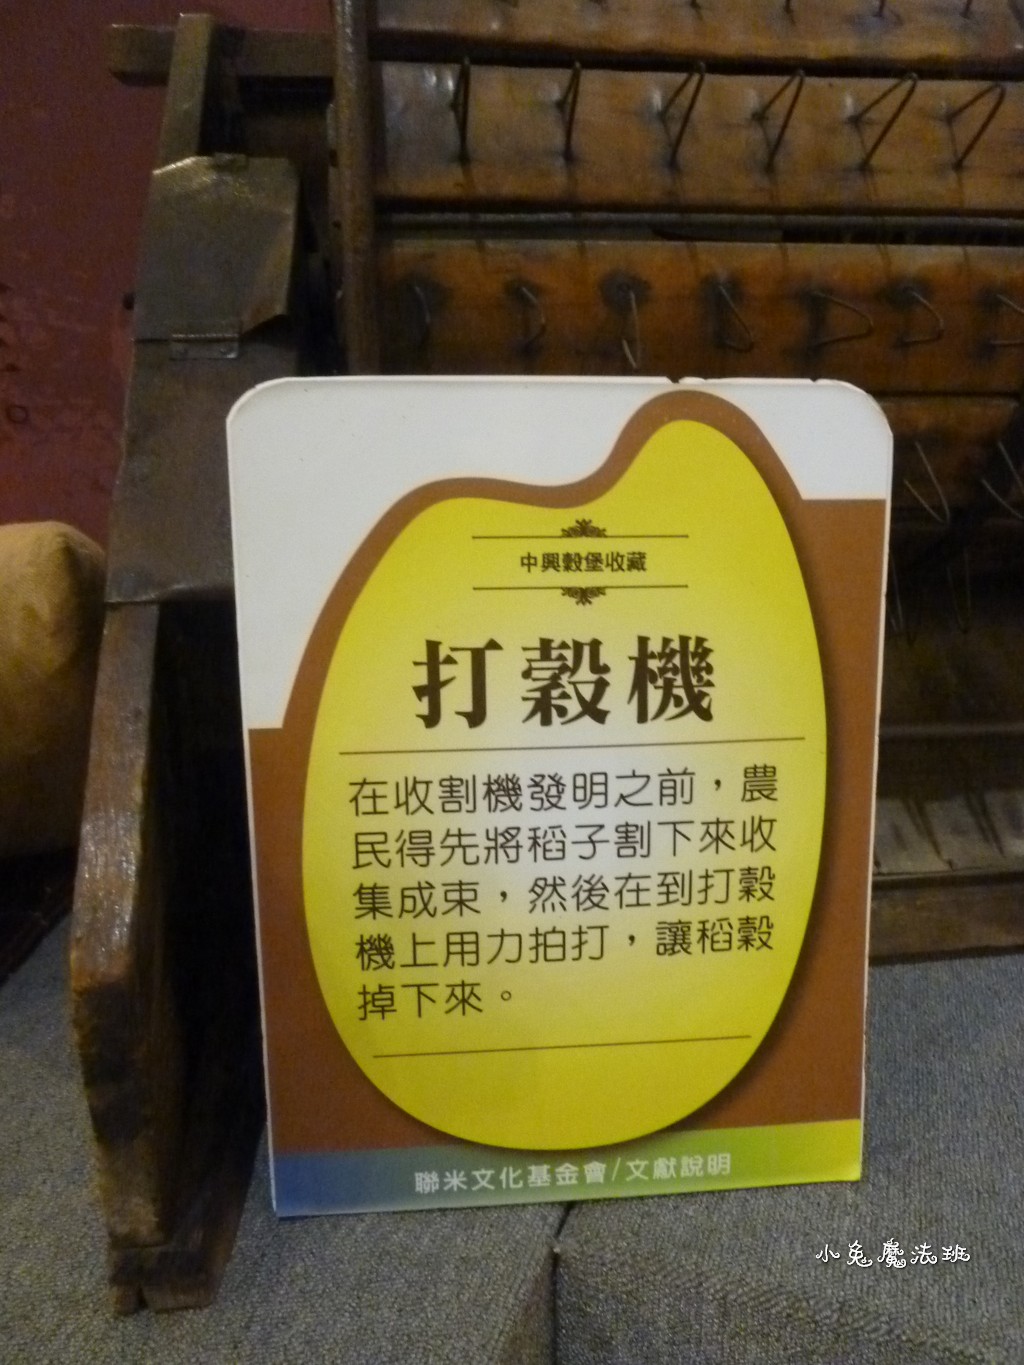 中興穀堡收藏
打穀機
在收割機發明之前，農
民得先將稻子割下來收
集成束，然後在到打穀
機上用力拍打，讓稻穀
掉下來。
聯米文化基金會/文獻說明
小兔魔法班